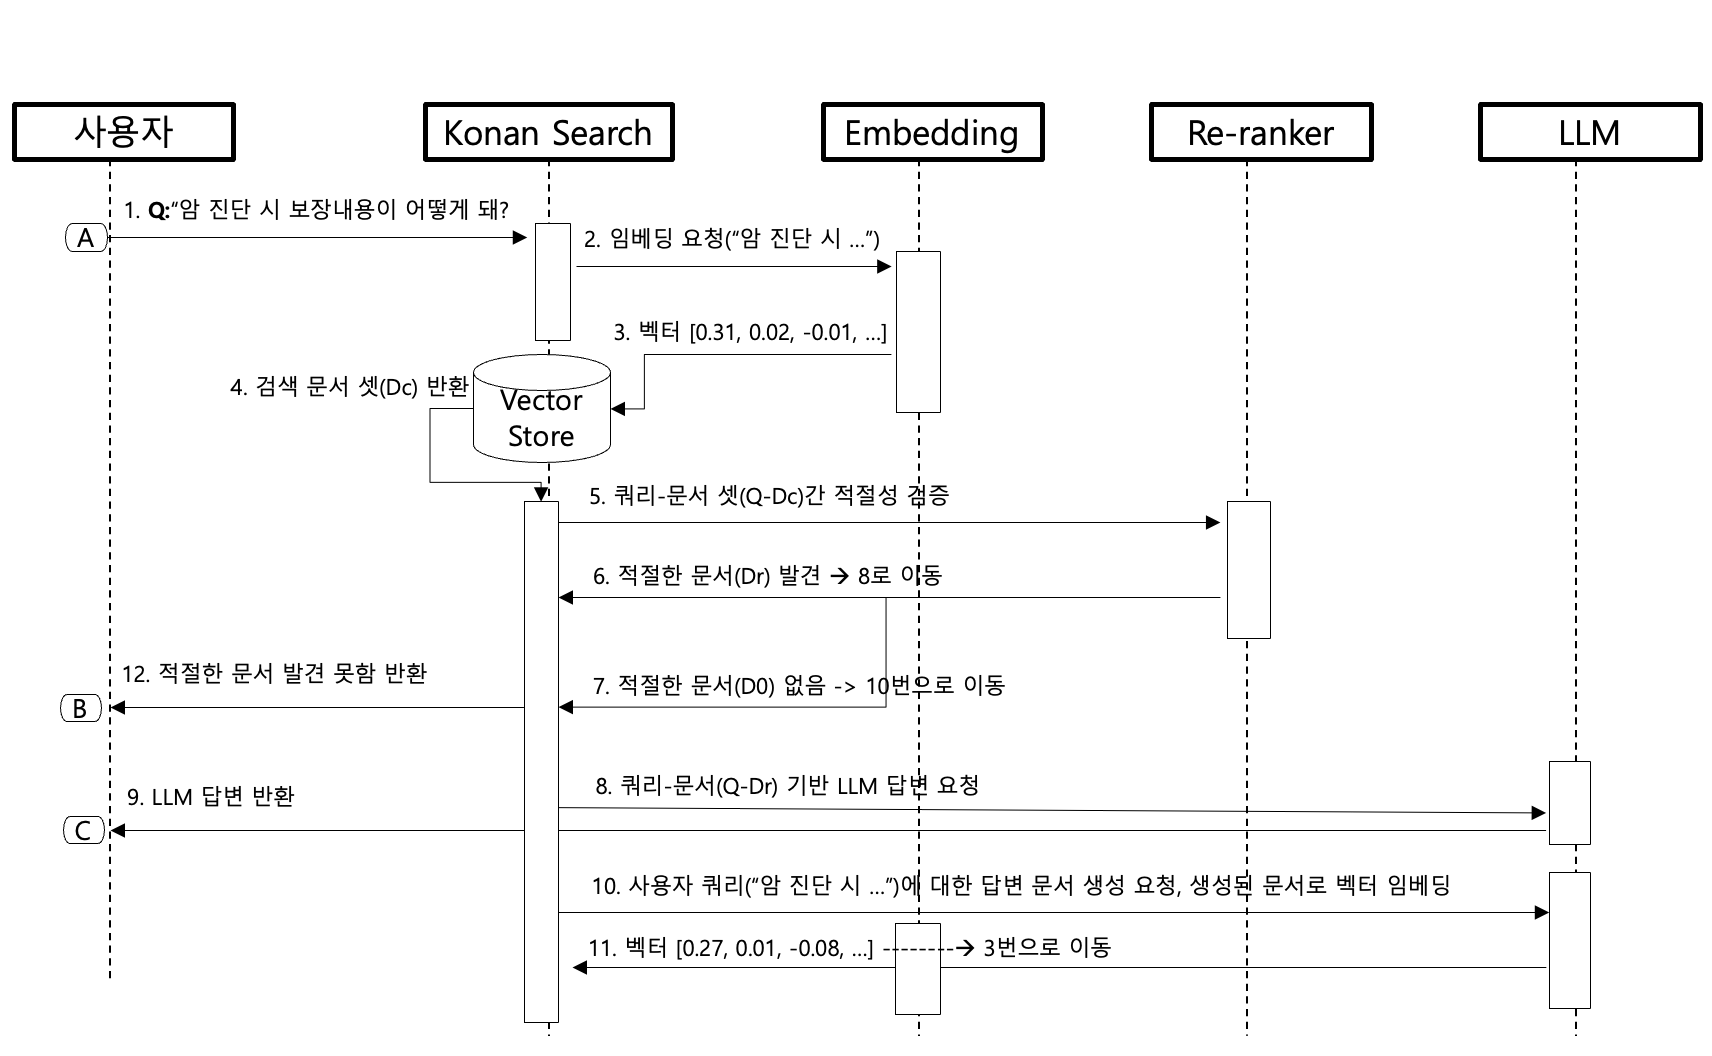 사용자
Konan Search
Embedding
Re-ranker
LLM
1. Q:“암 진단 시 보장내용이 어떻게 돼?
A
2. 임베딩 요청(“암 진단 시 ...”)
3. 벡터 [0.31, 0.02, -0.01, ...]
4. 검색 문서 셋(Dc) 반환
Vector
Store
5. 쿼리-문서 셋(Q-Dc)간 적절성 검증
6. 적절한 문서(Dr) 발견 → 8로 이동
12. 적절한 문서 발견 못함 반환
7. 적절한 문서(D0) 없음 -> 10번으로 이동
B
8. 쿼리-문서(Q-Dr) 기반 LLM 답변 요청
9. LLM 답변 반환
C
10. 사용자 쿼리(“암 진단 시 ...”)에 대한 답변 문서 생성 요청, 생성된 문서로 벡터 임베딩
11. 벡터 [0.27, 0.01, -0.08, ...] --------→ 3번으로 이동